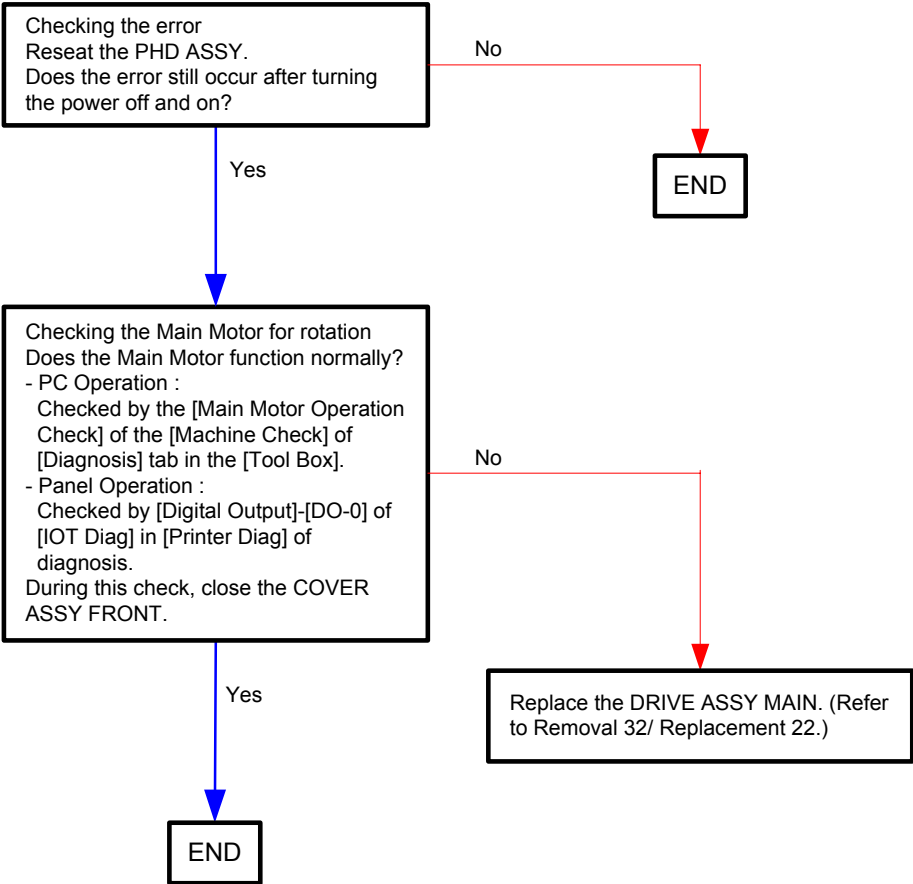 Checking the error
Reseat the PHD ASSY.
Does the error still occur after turning
the power off and on?
No
END
Yes
Checking the Main Motor for rotation
Does the Main Motor function normally?
- PC Operation :
Checked by the [Main Motor Operation
Check] of the [Machine Check] of
[Diagnosis] tab in the [Tool Box].
- Panel Operation :
Checked by [Digital Output]-[DO-0] of
[IOT Diag] in [Printer Diag] of
diagnosis.
During this check, close the COVER
ASSY FRONT.
No
Replace the DRIVE ASSY MAIN. (Refer
to Removal 32/ Replacement 22.)
Yes
END